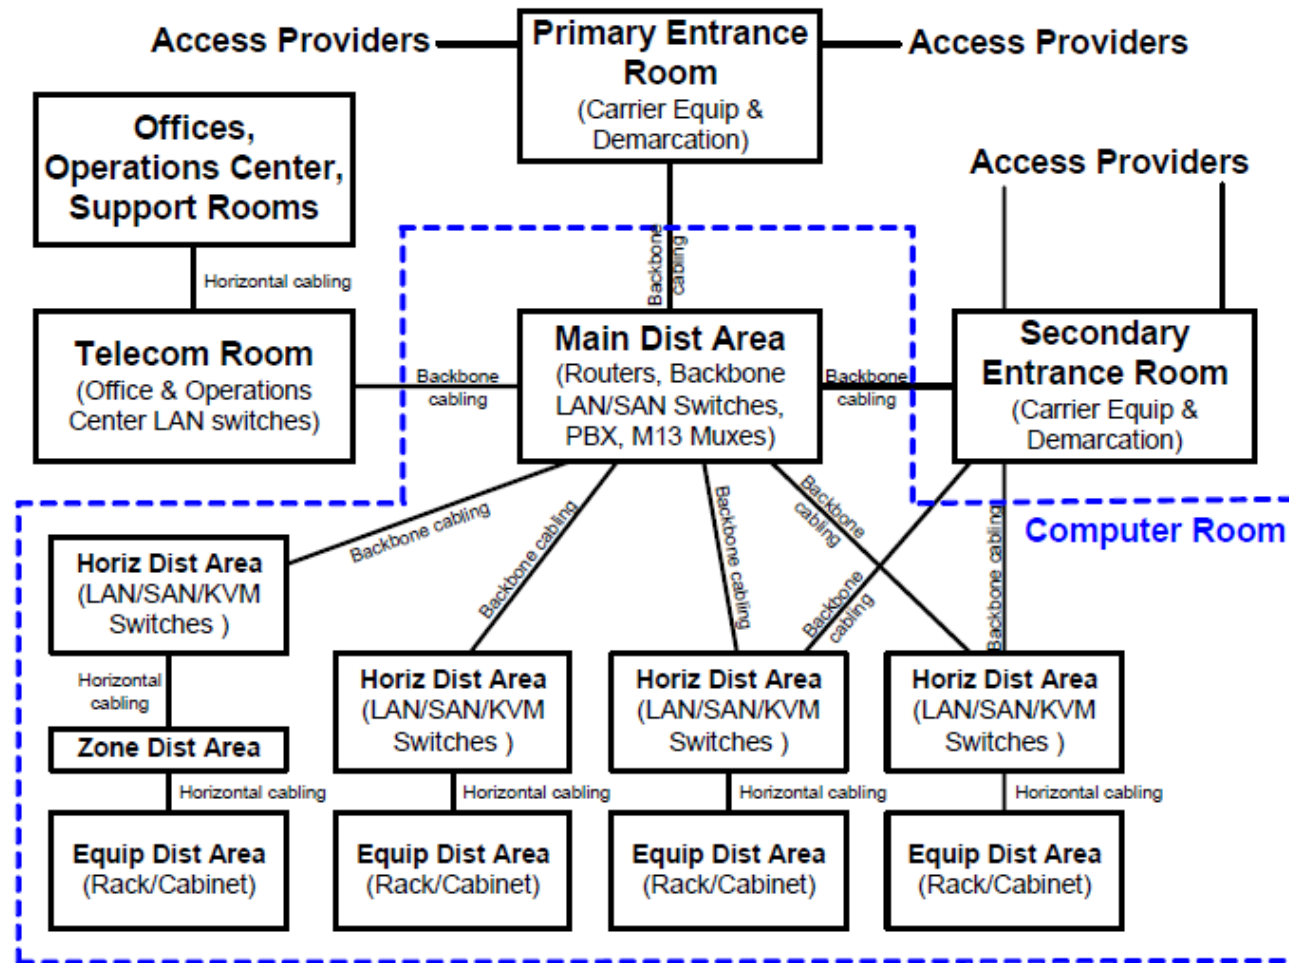 Access Providers
Primary Entrance
Room
(Carrier Equip &
Demarcation)
Access Providers
Offices,
Operations Center,
Support Rooms
Access Providers
Horizontal cabling
Backbone
cabling
Telecom Room
(Office & Operations
Center LAN switches)
Backbone
cabling
Main Dist Area
(Routers, Backbone
LAN/SAN Switches,
PBX, M13 Muxes)
Backbone
cabling
Secondary
Entrance Room
(Carrier Equip &
Demarcation)
Computer Room
Backbone cabling
Backbone cabling
Backbone cabling
Backbone
cabling
Backbone
cabling
Backbone cabling
Horiz Dist Area
(LAN/SAN/KVM
Switches )
Horizontal
cabling
Zone Dist Area
Horiz Dist Area
(LAN/SAN/KVM
Switches )
Horiz Dist Area
(LAN/SAN/KVM
Switches )
Horiz Dist Area
(LAN/SAN/KVM
Switches )
Horizontal cabling
Horizontal cabling
Horizontal cabling
Horizontal cabling
Equip Dist Area
(Rack/Cabinet)
Equip Dist Area
(Rack/Cabinet)
Equip Dist Area
(Rack/Cabinet)
Equip Dist Area
(Rack/Cabinet)